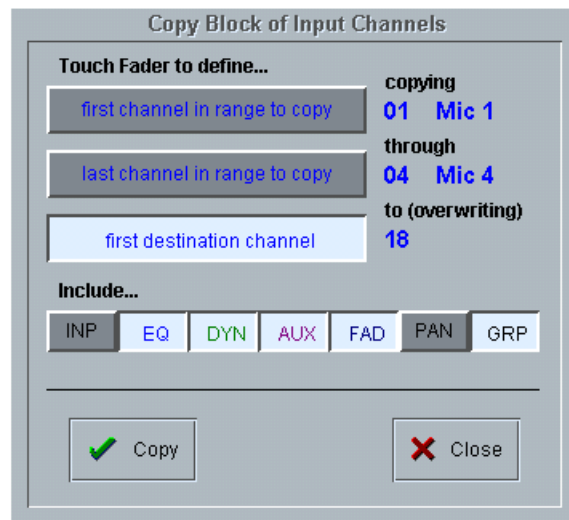 Copy Block of Input Channels
Touch Fader to define...
first channel in range to copy
copying
01 Mic 1
last channel in range to copy
through
04 Mic 4
first destination channel
to (overwriting)
18
Include...
INP EQ DYN AUX FAD PAN GRP
Copy Close